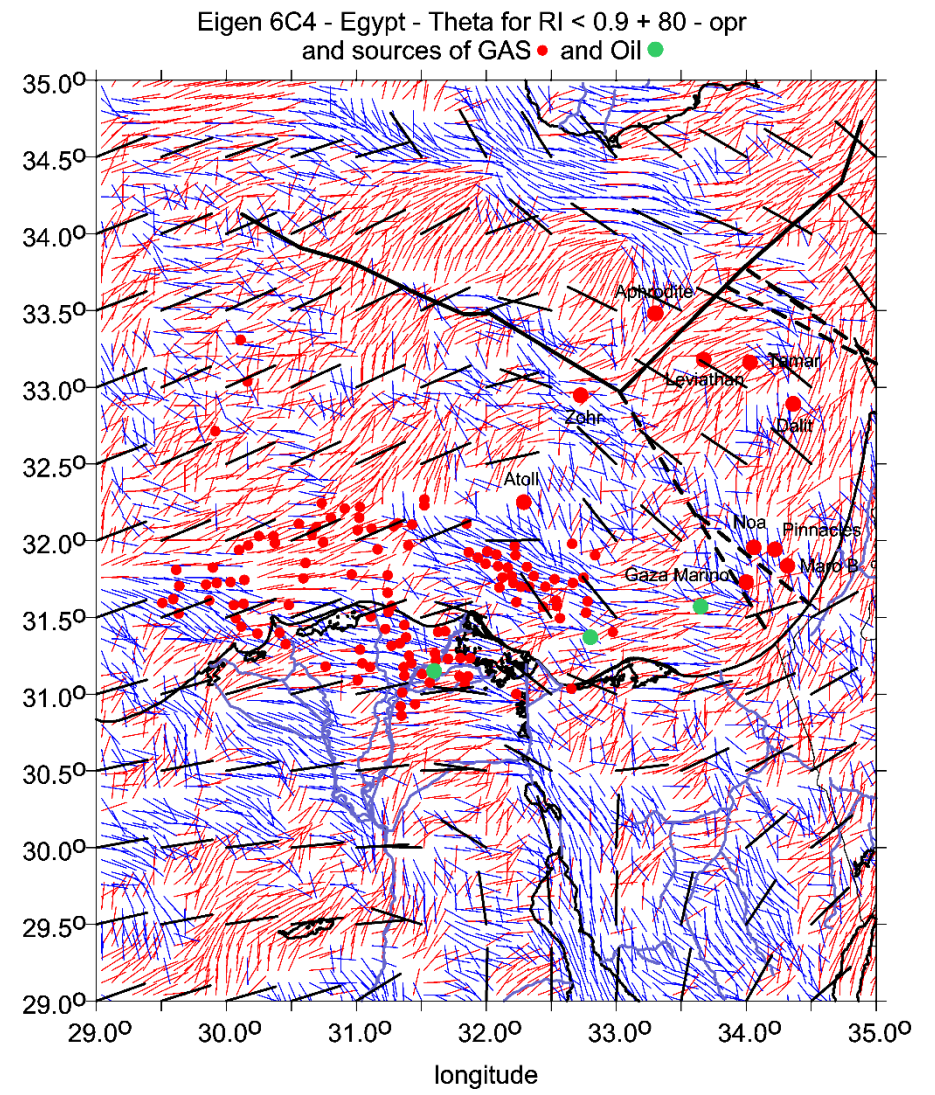 Eigen 6C4 - Egypt - Theta for RI < 0.9 + 80 - opr
and sources of GAS and Oil
35.0º
34.5º
34.0º
Aphrodite
33.5º
Tamar
Leviathan
33.0º
Zohr
Dalit
32.5º
Atoll
Noa
Pinnacles
32.0º
Gaza Marino
Maro B
31.5º
31.0º
30.5º
30.0º
29.5º
29.0º
29.0º 30.0º 31.0º 32.0º 33.0º 34.0º 35.0º
longitude